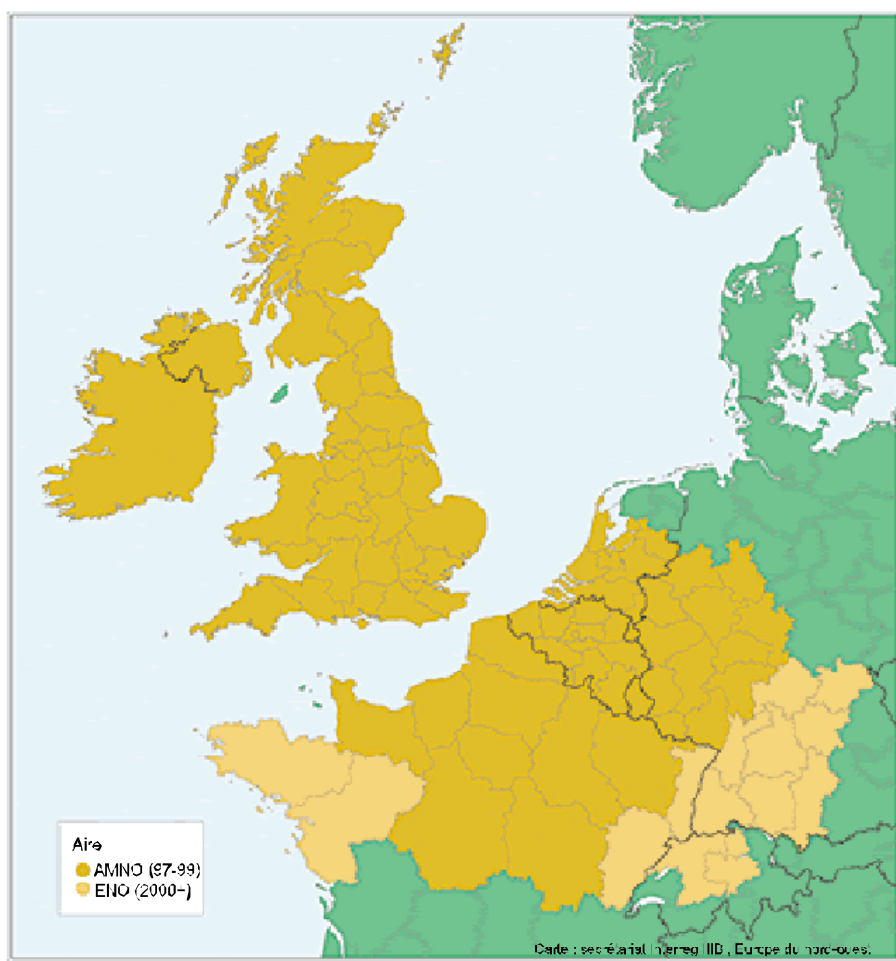 Aire
AMNO (97-99)
ENO (2000-)
Carte : secrétariat Interreg IIIB , Europe du nord-ouest